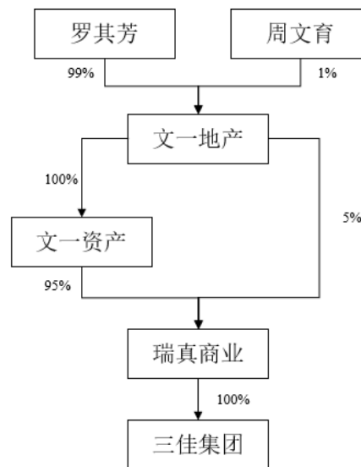 罗其芳
周文育
99%
1%
文一地产
100%
5%
文一资产
95%
瑞真商业
100%
三佳集团